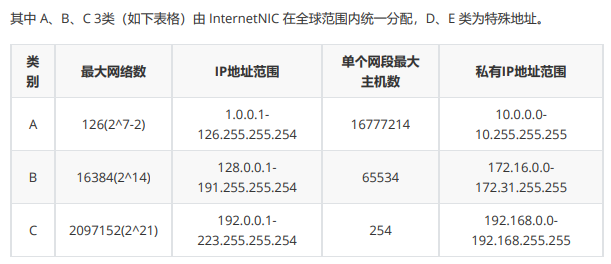 其中 A、B、C 3类（如下表格）由 InternetNIC 在全球范围内统一分配，D、E 类为特殊地址。
类别 最大网络数 IP地址范围 单个网段最大主机数 私有IP地址范围
A 126(2^7-2) 1.0.0.1-126.255.255.254 16777214 10.0.0.0-10.255.255.255
B 16384(2^14) 128.0.0.1-191.255.255.254 65534 172.16.0.0-172.31.255.255
C 2097152(2^21) 192.0.0.1-223.255.255.254 254 192.168.0.0-192.168.255.255